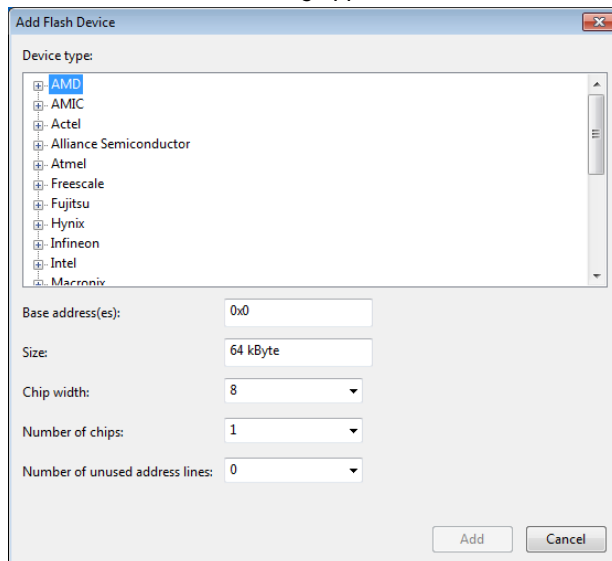 Add Flash Device
Device type:
AMD
AMIC
Actel
Alliance Semiconductor
Atmel
Freescale
Fujitsu
Hynix
Infineon
Intel
Macronix
Base address(es): 0x0
Size: 64 kByte
Chip width: 8
Number of chips: 1
Number of unused address lines: 0
Add Cancel